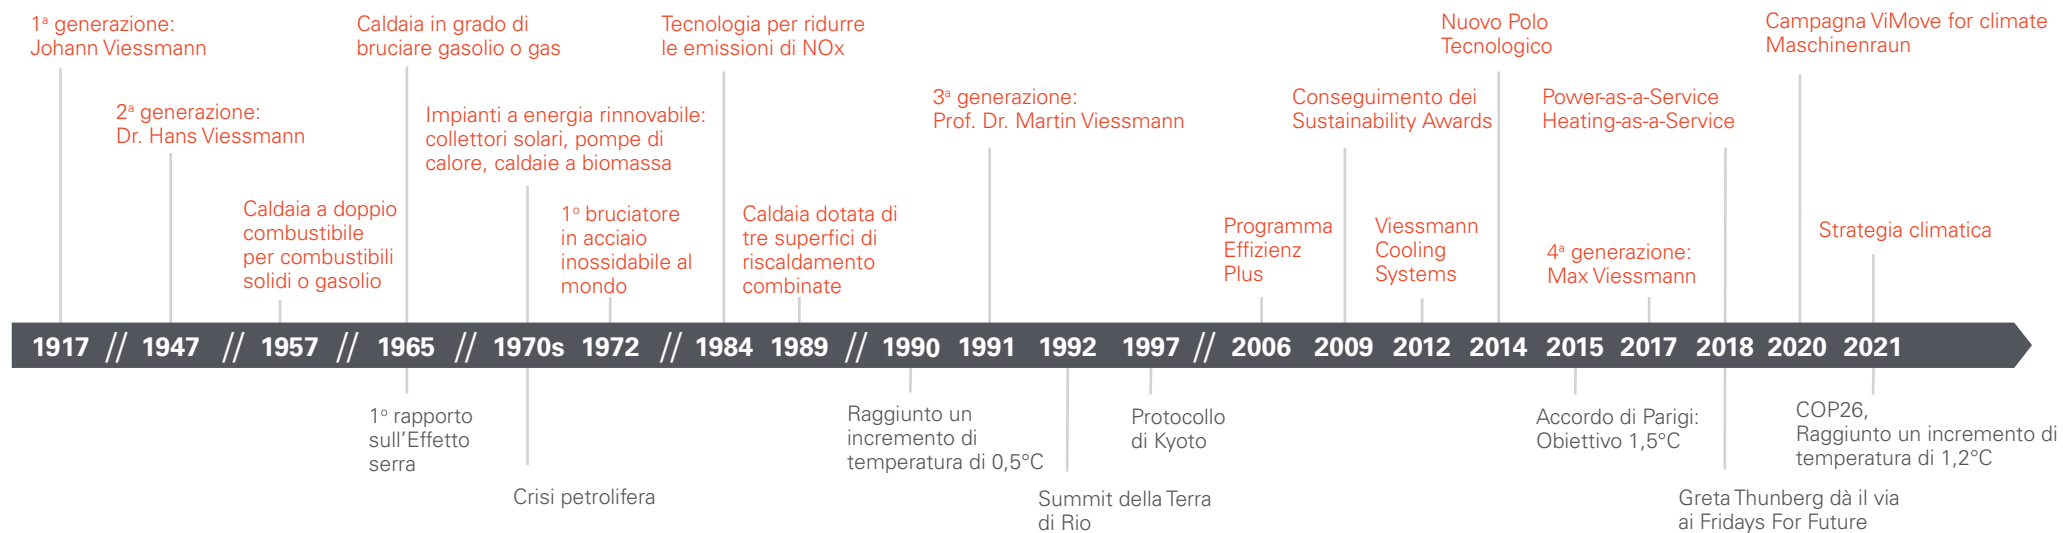 1ª generazione:
Johann Viessmann
2ª generazione:
Dr. Hans Viessmann
Caldaia a doppio
combustibile
per combustibili
solidi o gasolio
Caldaia in grado di
bruciare gasolio o gas
Impianti a energia rinnovabile:
collettori solari, pompe di
calore, caldaie a biomassa
1º bruciatore
in acciaio
inossidabile al
mondo
Tecnologia per ridurre
le emissioni di NOx
Caldaia dotata di
tre superfici di
riscaldamento
combinate
3ª generazione:
Prof. Dr. Martin Viessmann
Programma
Effizienz
Plus
Conseguimento dei
Sustainability Awards
Viessmann
Cooling
Systems
Nuovo Polo
Tecnologico
4ª generazione:
Max Viessmann
Power-as-a-Service
Heating-as-a-Service
Campagna ViMove for climate
Maschinenraun
Strategia climatica
1917 // 1947 // 1957 // 1965 // 1970s 1972 // 1984 1989 // 1990 1991 1992 1997 // 2006 2009 2012 2014 2015 2017 2018 2020 2021
1º rapporto
sull'Effetto
serra
Crisi petrolifera
Raggiunto un
incremento di
temperatura di 0,5°C
Summit della Terra
di Rio
Protocollo
di Kyoto
Accordo di Parigi:
Obiettivo 1,5°C
Greta Thunberg dà il via
ai Fridays For Future
COP26,
Raggiunto un incremento di
temperatura di 1,2°C